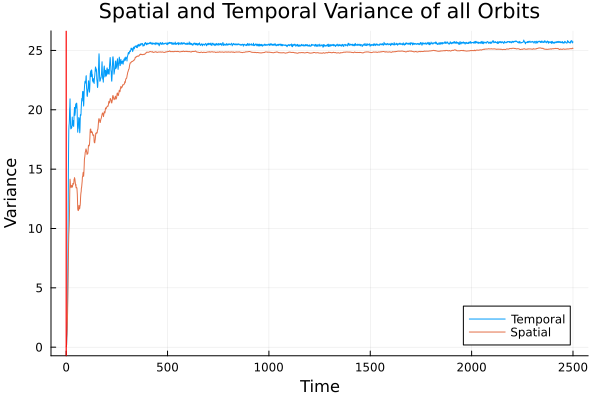 Spatial and Temporal Variance of all Orbits
Variance
25
20
15
10
5
0
Temporal
Spatial
0 500 1000 1500 2000 2500
Time